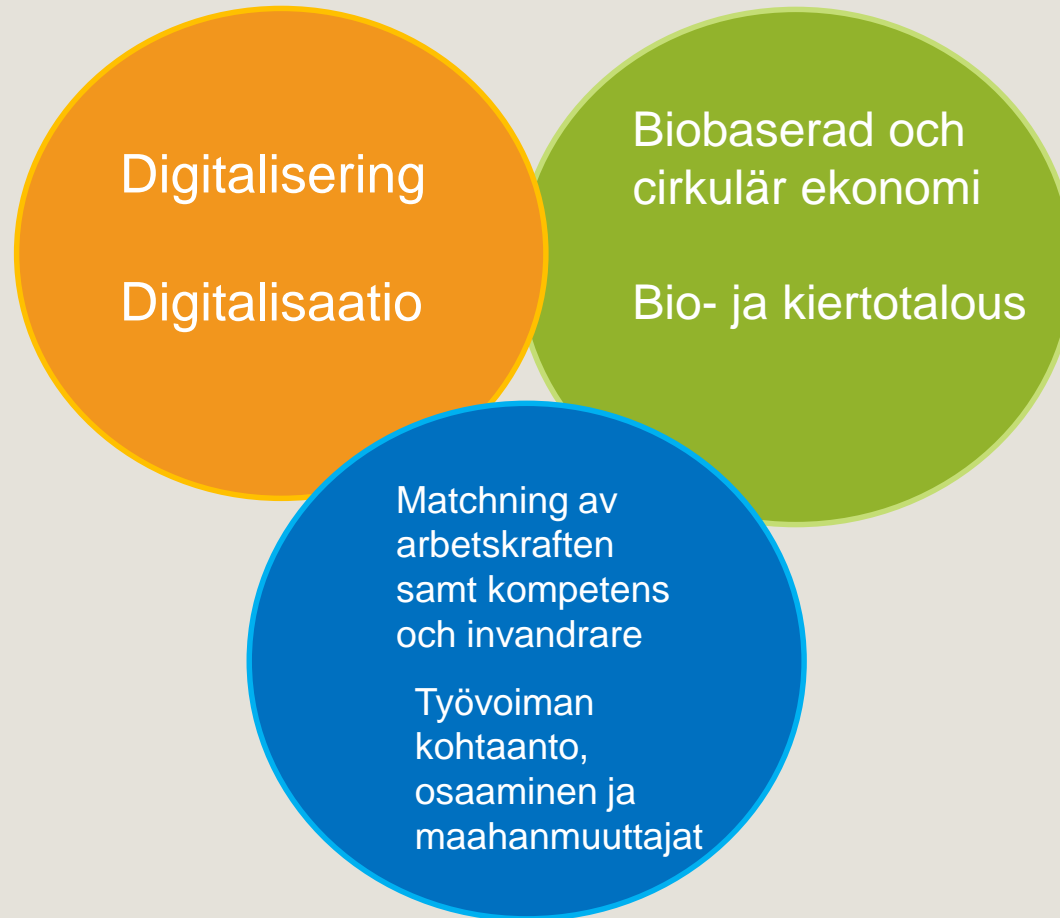 Digitalisering
Digitalisaatio
Biobaserad och
cirkulär ekonomi
Bio- ja kiertotalous
Matchning av
arbetskraften
samt kompetens
och invandrare
Työvoiman
kohtaanto,
osaaminen ja
maahanmuuttajat